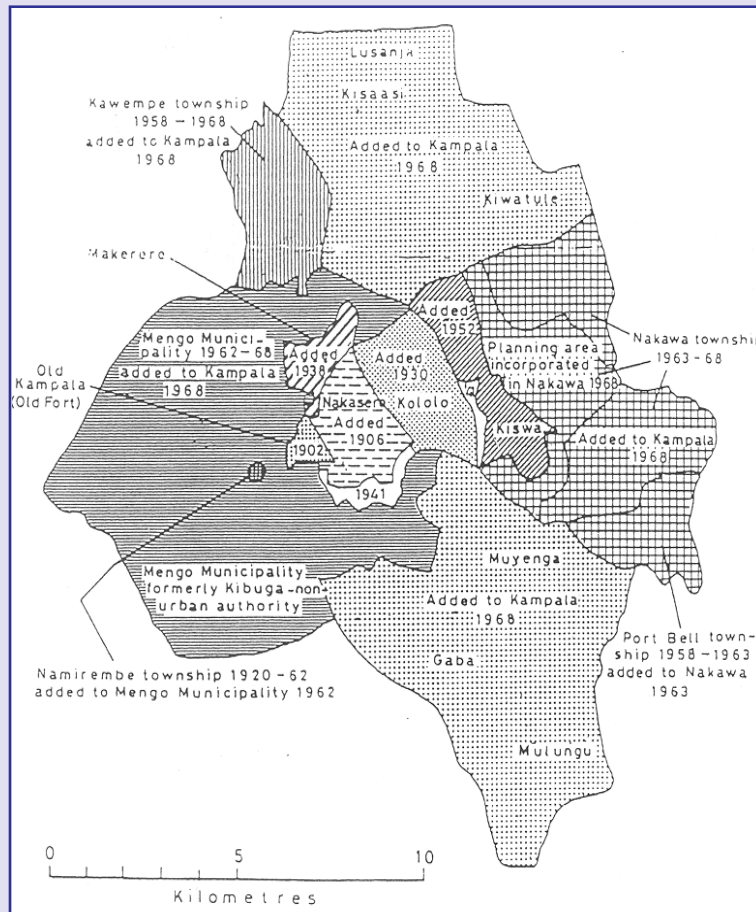 Lusanja
Kisaasi
Kawempe township
1958 – 1968
added to Kampala
1968
Added to Kampala
1968
Kiwatule
Makerere
Added
1952
Mengo Munici-
pality 1962–68
added to Kampala
1968
Added
1938
Added
1930
Nakawa township
1963-68
Planning area
incorporated
in Nakawa 1968
Old
Kampala
(Old Fort)
Nakasero
Kololo
Added
1906
1902
Kiswa
Added to Kampala
1968
1941
Mengo Municipality
formerly Kibuga-non-
urban authority
Muyenga
Added to Kampala
1968
Gaba
Port Bell town-
ship 1958–1963
added to Nakawa
1963
Namirembe township 1920-62
added to Mengo Municipality 1962
Mulungu
0
5
10
Kilometres